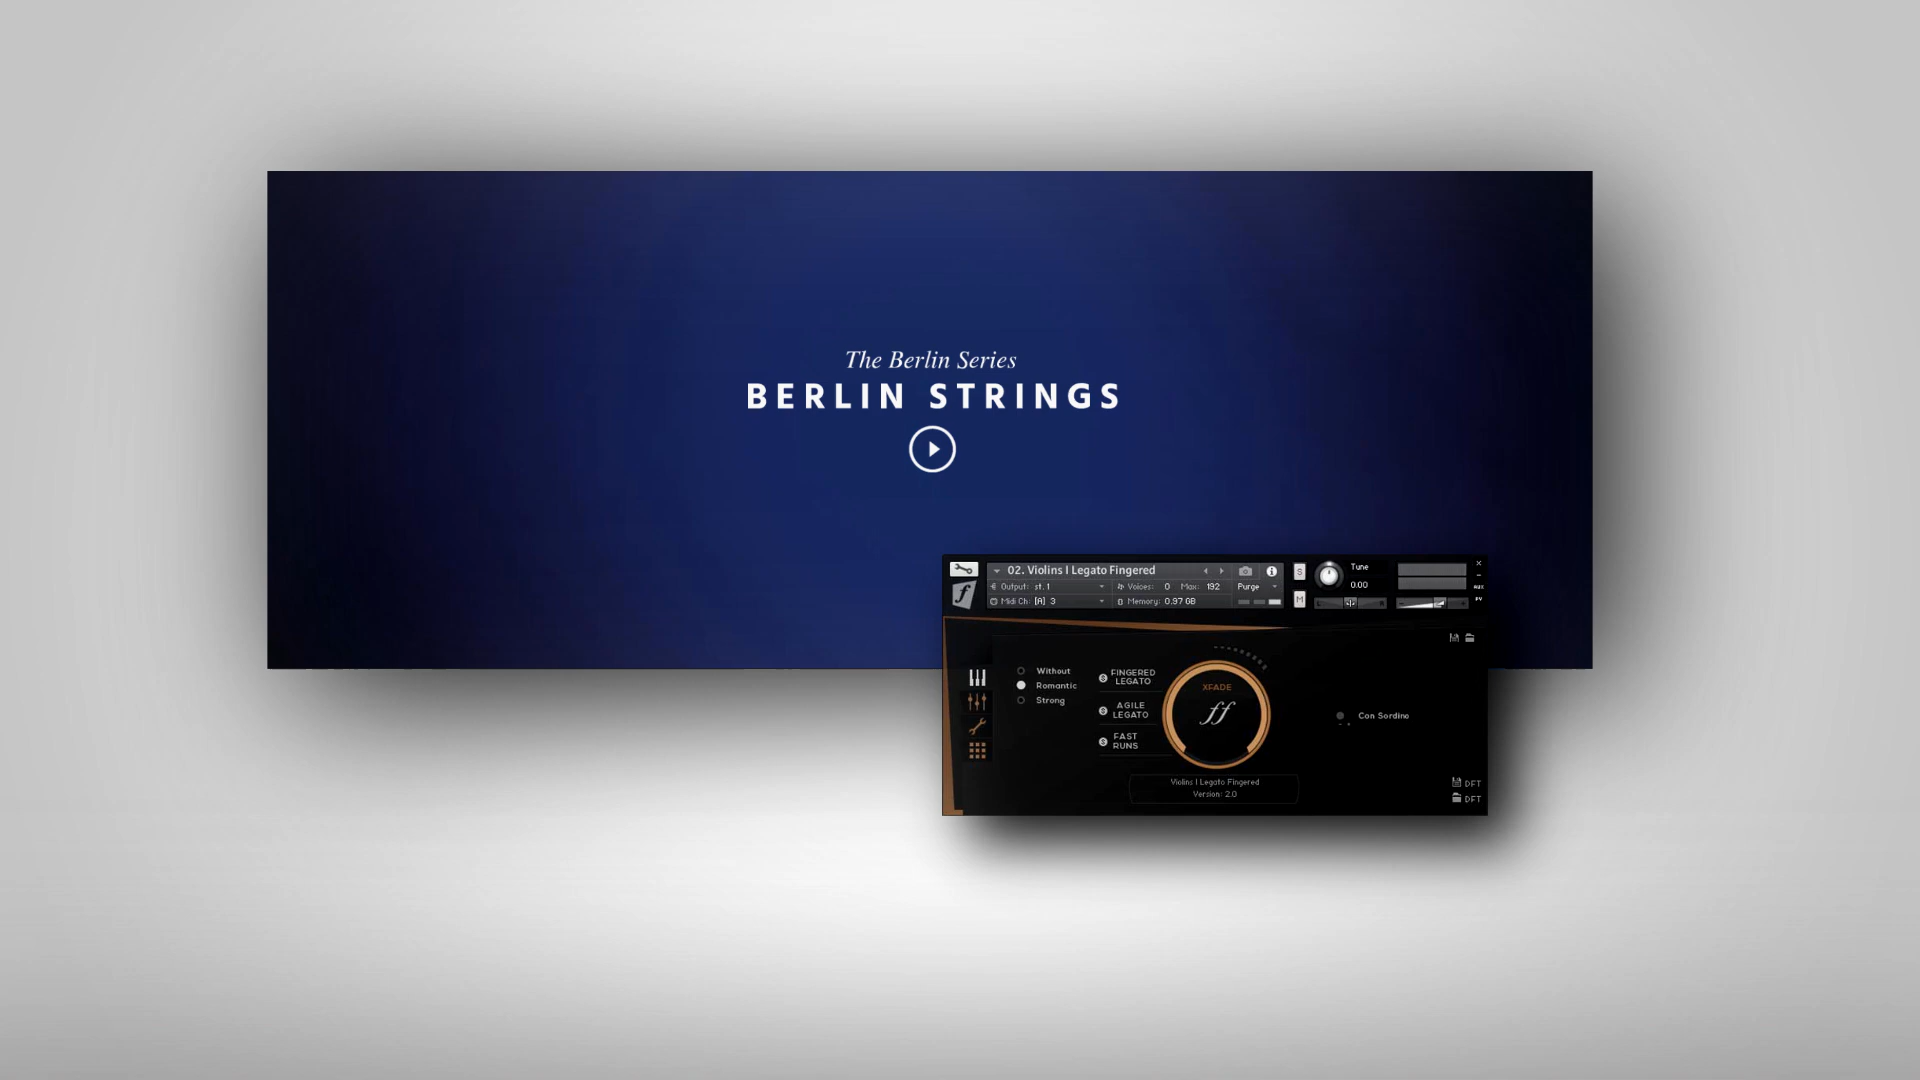 The Berlin Series
BERLIN STRINGS
02. Violins I Legato Fingered
Output: st. 1
Voices: 0 Max: 192
Purge
Midi Ch: [A] 3
Memory: 0.97 GB
S
M
Tune
0.00
L
R
AUX
PV
Without
Romantic
Strong
FINGERED
LEGATO
AGILE
LEGATO
FAST
RUNS
XFADE
ff
Con Sordino
Violins I Legato Fingered
Version: 2.0
DFT
DFT